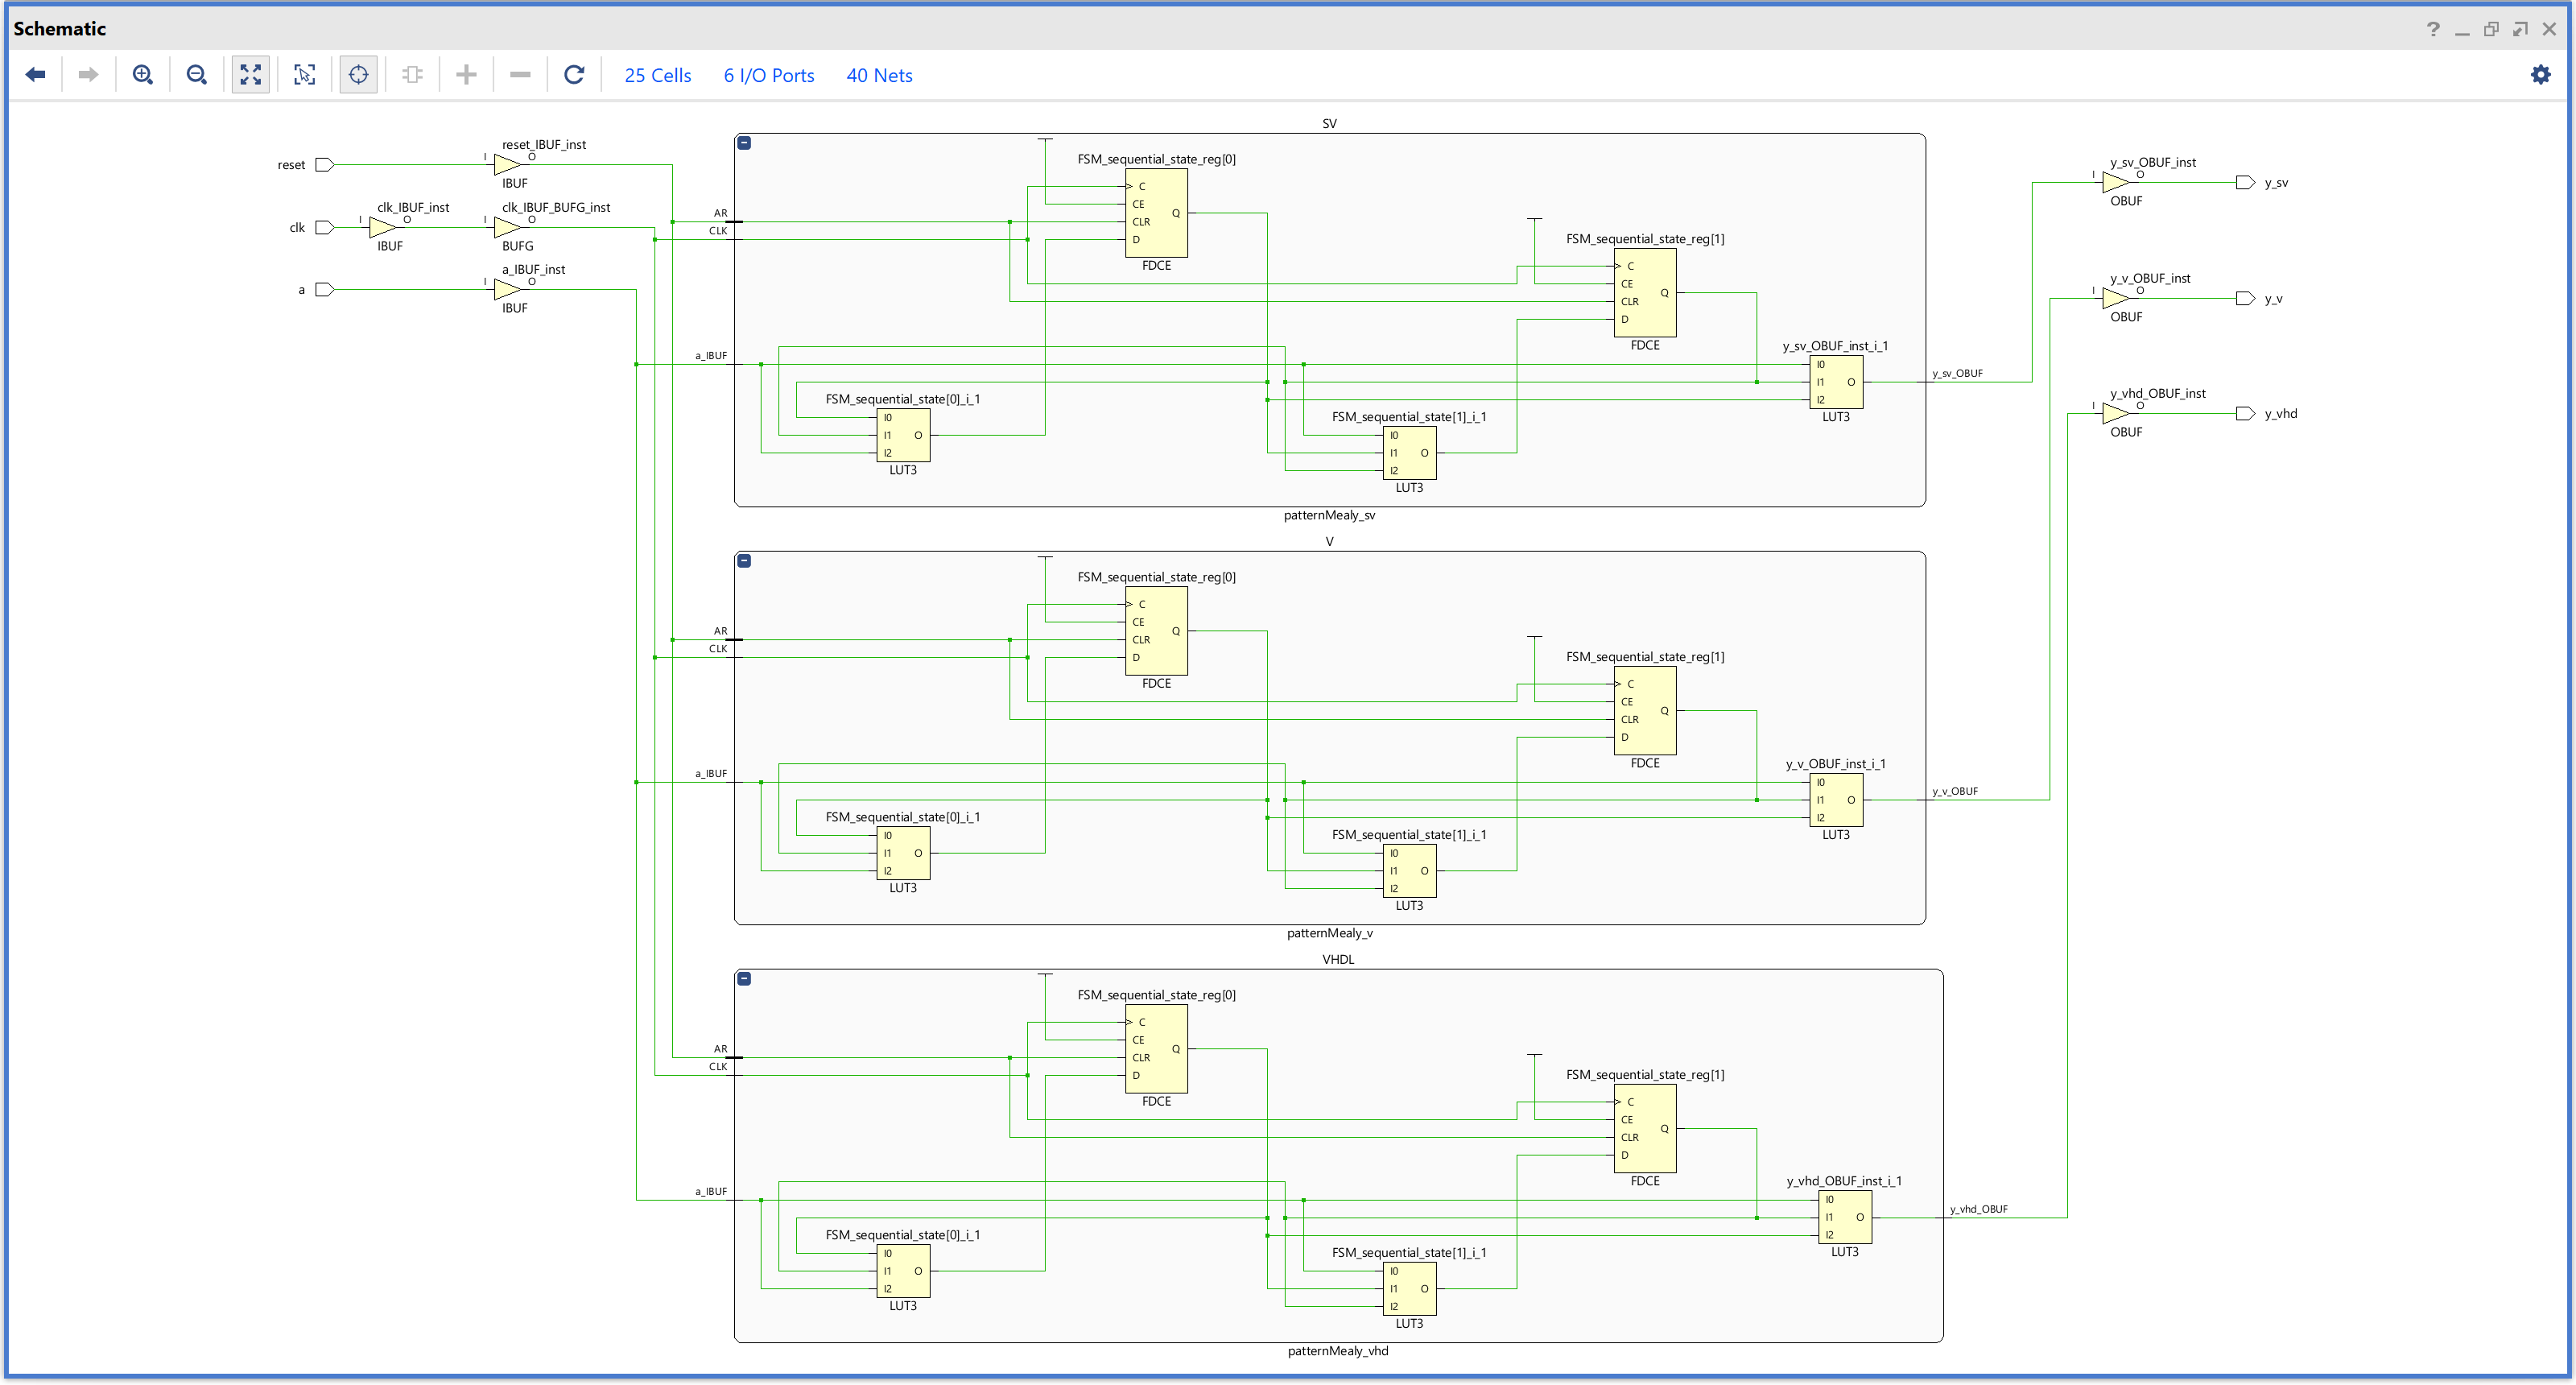 Schematic
25 Cells 6 I/O Ports 40 Nets
reset
I
reset_IBUF_inst
O
IBUF
clk
I
clk_IBUF_inst
O
IBUF
I
clk_IBUF_BUFG_inst
O
BUFG
a
I
a_IBUF_inst
O
IBUF
SV
AR
CLK
a_IBUF
FSM_sequential_state_reg[0]
C
CE
CLR
D
Q
FDCE
FSM_sequential_state_reg[1]
C
CE
CLR
D
Q
FDCE
FSM_sequential_state[0]_i_1
I0
I1 O
I2
LUT3
FSM_sequential_state[1]_i_1
I0
I1 O
I2
LUT3
y_sv_OBUF_inst_i_1
I0
I1 O
I2
LUT3
y_sv_OBUF
patternMealy_sv
V
AR
CLK
a_IBUF
FSM_sequential_state_reg[0]
C
CE
CLR
D
Q
FDCE
FSM_sequential_state_reg[1]
C
CE
CLR
D
Q
FDCE
FSM_sequential_state[0]_i_1
I0
I1 O
I2
LUT3
FSM_sequential_state[1]_i_1
I0
I1 O
I2
LUT3
y_v_OBUF_inst_i_1
I0
I1 O
I2
LUT3
y_v_OBUF
patternMealy_v
VHDL
AR
CLK
a_IBUF
FSM_sequential_state_reg[0]
C
CE
CLR
D
Q
FDCE
FSM_sequential_state_reg[1]
C
CE
CLR
D
Q
FDCE
FSM_sequential_state[0]_i_1
I0
I1 O
I2
LUT3
FSM_sequential_state[1]_i_1
I0
I1 O
I2
LUT3
y_vhd_OBUF_inst_i_1
I0
I1 O
I2
LUT3
y_vhd_OBUF
patternMealy_vhd
y_sv_OBUF_inst
I O
OBUF
y_sv
y_v_OBUF_inst
I O
OBUF
y_v
y_vhd_OBUF_inst
I O
OBUF
y_vhd